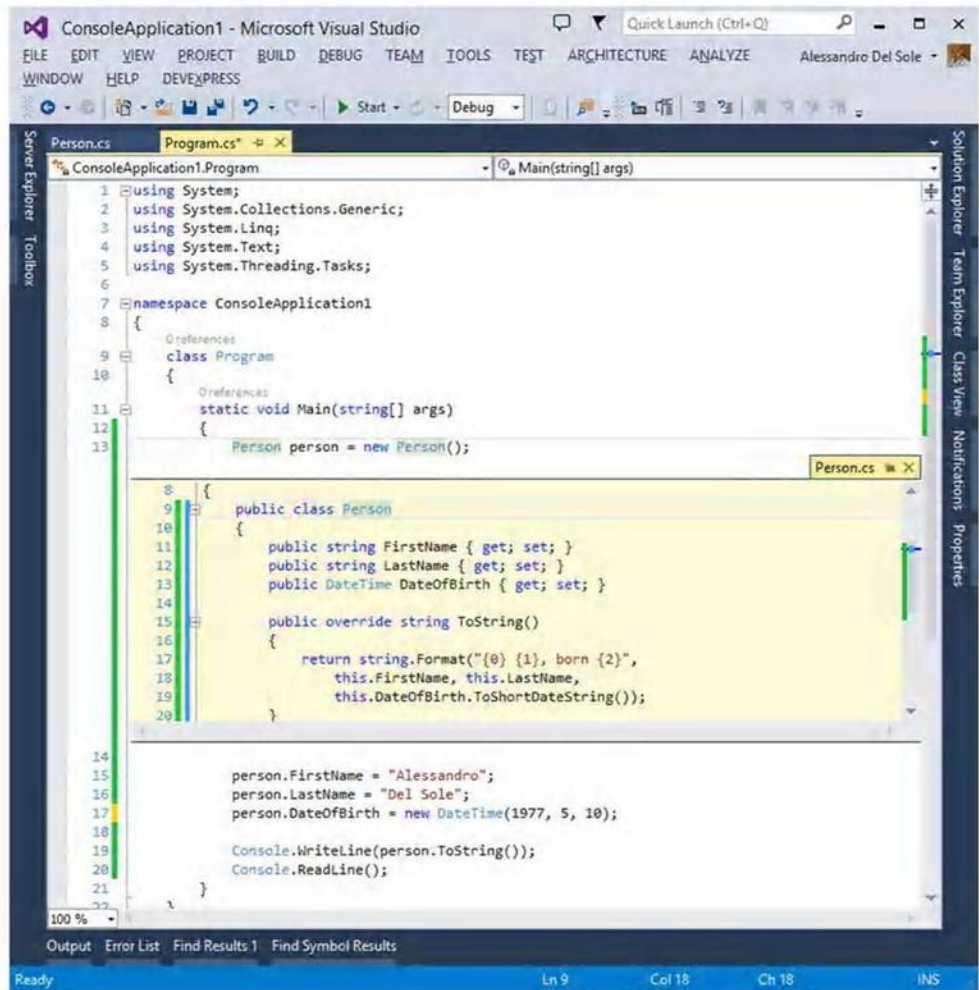 ConsoleApplication1 - Microsoft Visual Studio
Quick Launch (Ctrl+Q)
FILE EDIT VIEW PROJECT BUILD DEBUG TEAM TOOLS TEST ARCHITECTURE ANALYZE Alessandro Del Sole
WINDOW HELP DEVEXPRESS
Start Debug
Server Explorer Toolbox
Person.cs Program.cs*
ConsoleApplication1.Program Main(string[] args)
1 using System;
2 using System.Collections.Generic;
3 using System.Linq;
4 using System.Text;
5 using System.Threading.Tasks;
6
7 namespace ConsoleApplication1
8 {
0 references
9 class Program
10 {
0 references
11 static void Main(string[] args)
12 {
13 Person person = new Person();
Person.cs
8 {
9 public class Person
10 {
11 public string FirstName { get; set; }
12 public string LastName { get; set; }
13 public DateTime DateOfBirth { get; set; }
14
15 public override string ToString()
16 {
17 return string.Format("{0} {1}, born {2}",
18 this.FirstName, this.LastName,
19 this.DateOfBirth.ToShortDateString());
20 }
14
15 person.FirstName = "Alessandro";
16 person.LastName = "Del Sole";
17 person.DateOfBirth = new DateTime(1977, 5, 10);
18
19 Console.WriteLine(person.ToString());
20 Console.ReadLine();
21 }
22 }
100 %
Solution Explorer Team Explorer Class View Notifications Properties
Output Error List Find Results 1 Find Symbol Results
Ready Ln 9 Col 18 Ch 18 INS